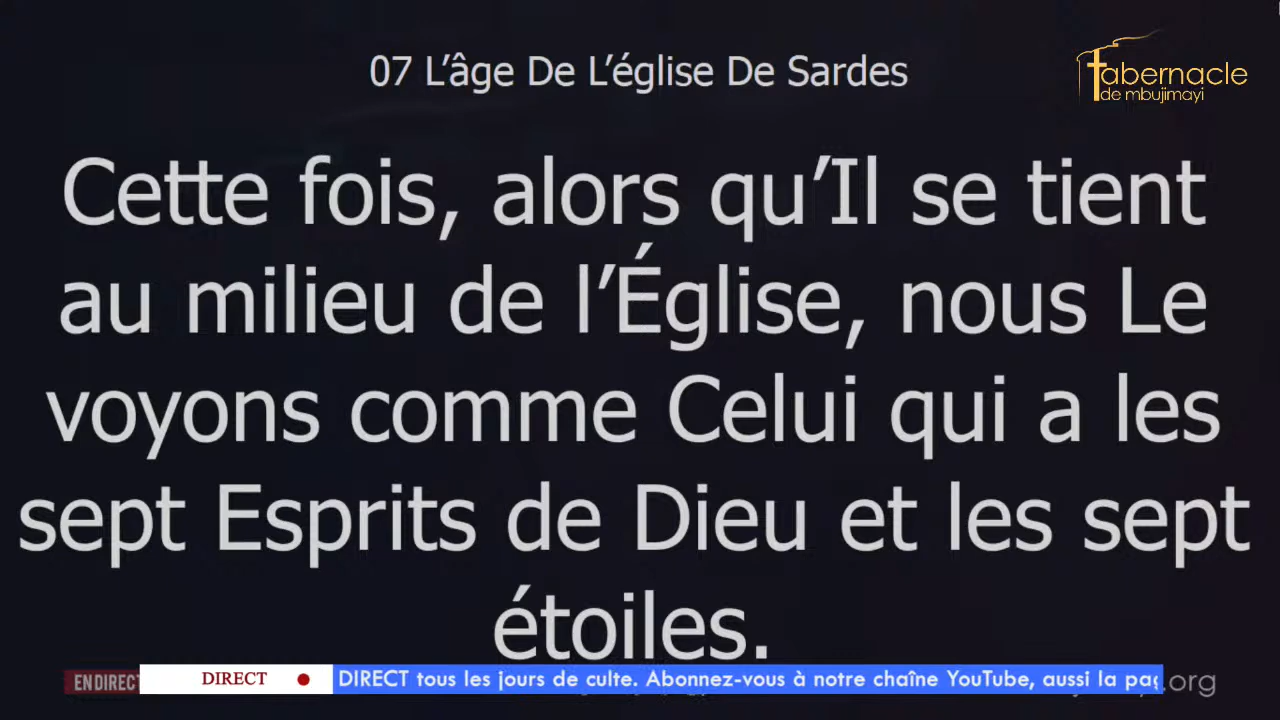 07 L’âge De L’église De Sardes
tabernacle
de mbujimayi
Cette fois, alors qu’Il se tient
au milieu de l’Église, nous Le
voyons comme Celui qui a les
sept Esprits de Dieu et les sept
étoiles.
EN DIRECT
DIRECT
DIRECT tous les jours de culte. Abonnez-vous à notre chaîne YouTube, aussi la
.org